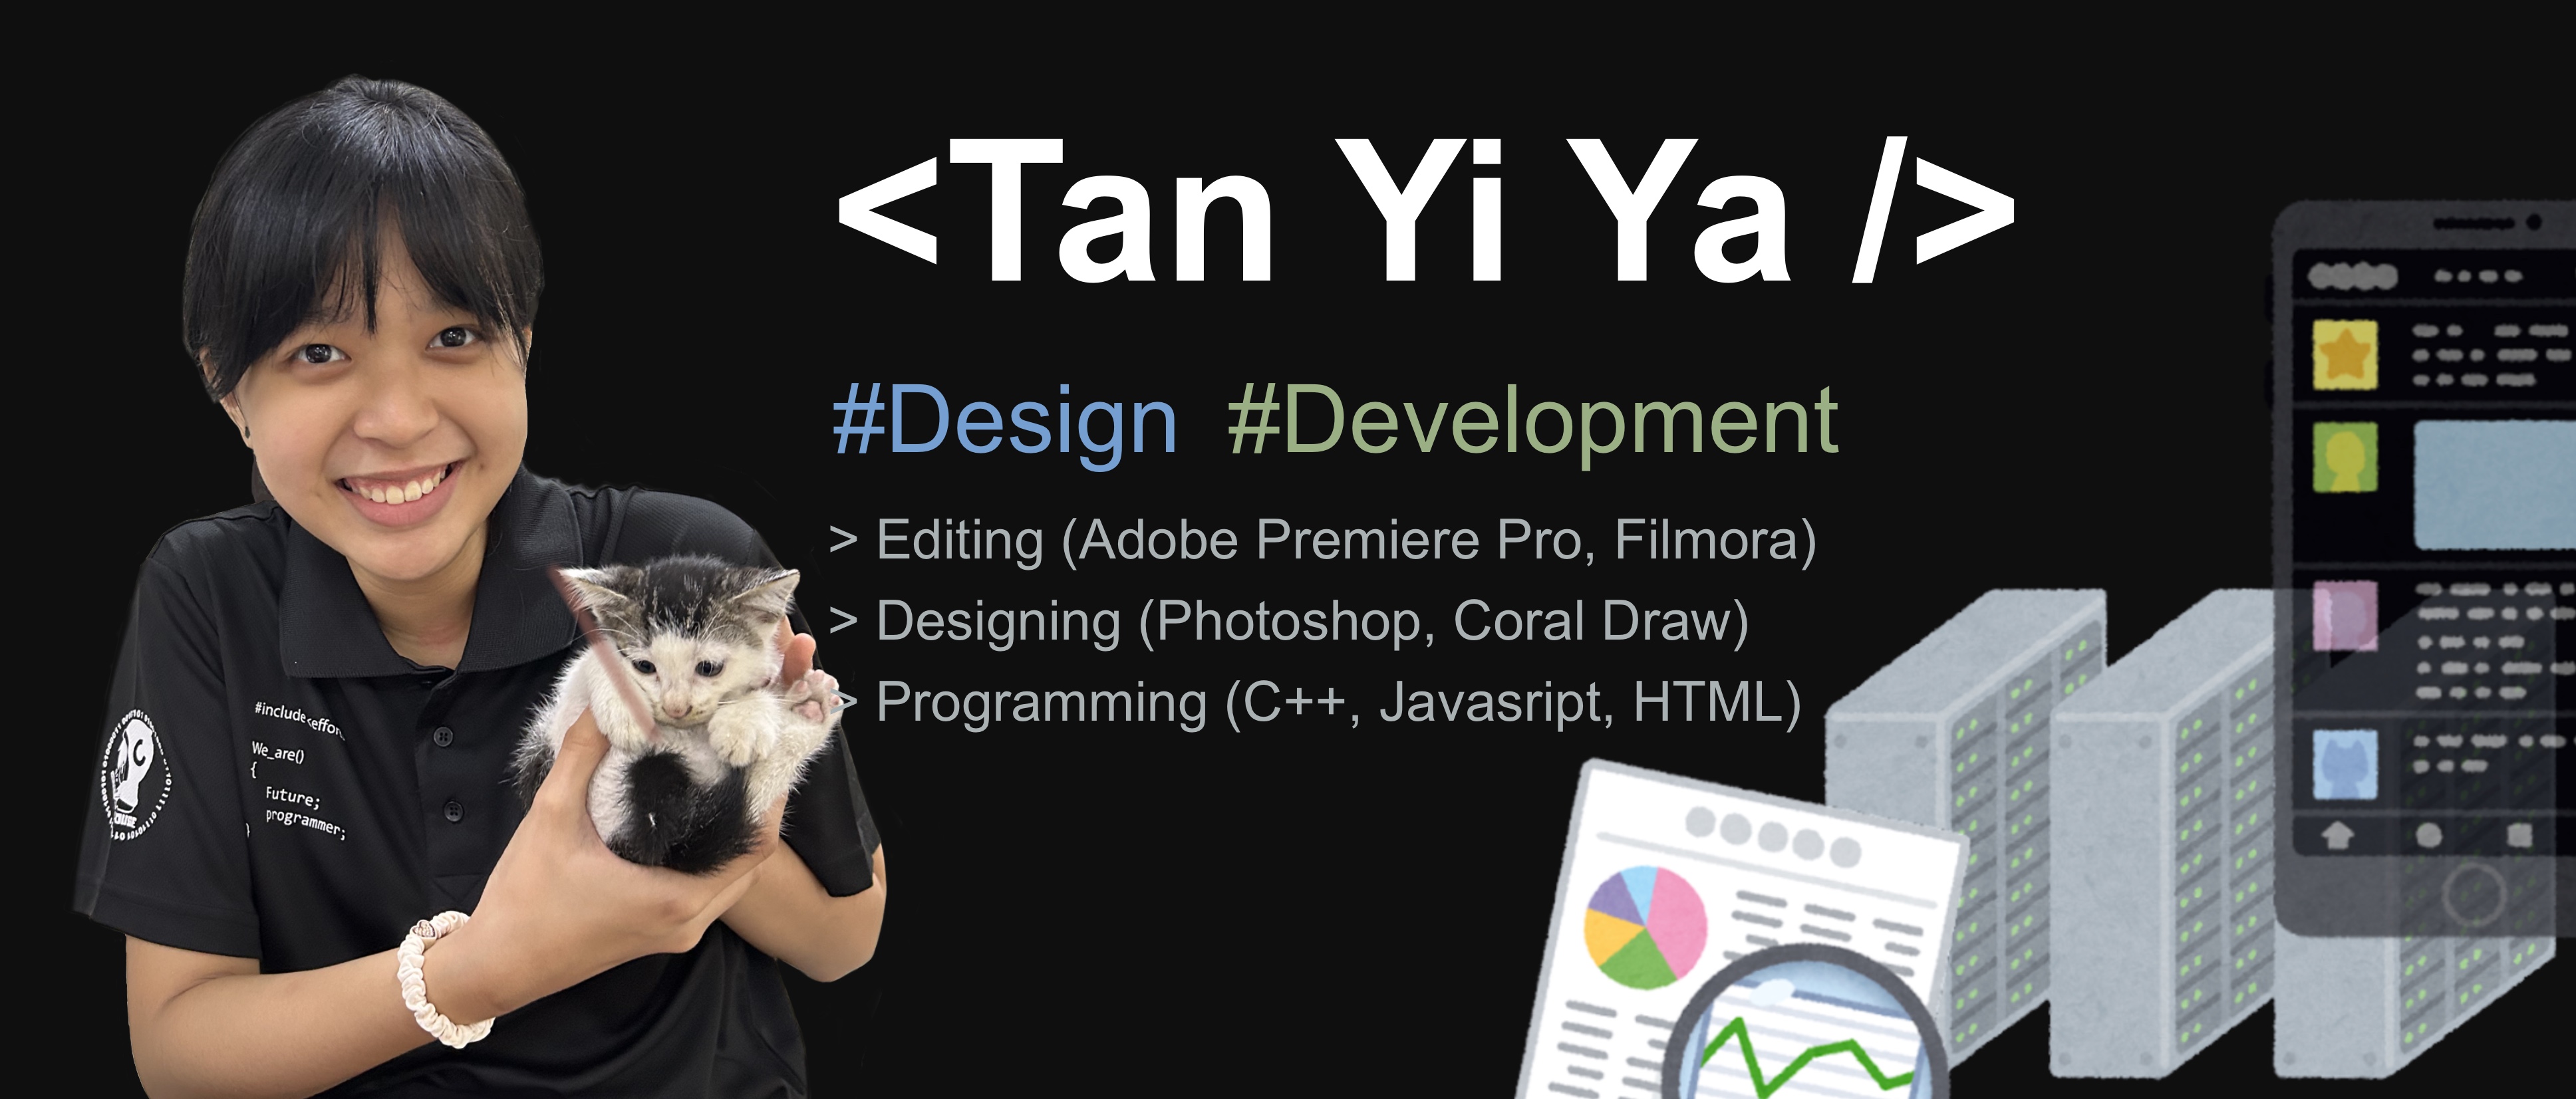 <Tan Yi Ya />
#Design #Development
> Editing (Adobe Premiere Pro, Filmora)
> Designing (Photoshop, Coral Draw)
> Programming (C++, Javasript, HTML)
#include<effor
We_are()
{
Future;
programmer;
}
C